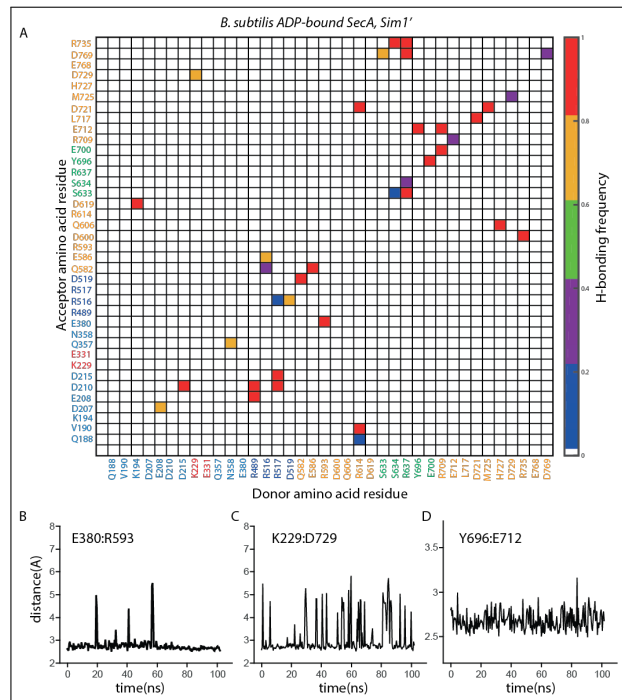 B. subtilis ADP-bound SecA, Sim1’
A
R735
D769
E768
D729
H727
M725
D721
L717
E712
R709
E700
Y696
R637
S634
S633
D619
R614
Q606
D600
R593
E586
Q582
D519
R517
R516
R489
E380
N358
Q357
E331
K229
D215
D210
E208
D207
K194
V190
Q188
Acceptor amino acid residue
Q188 V190 K194 D207 E208 D210 D215 K229 E331 Q357 N358 E380 R489 R516 R517 D519 Q582 E586 R593 D600 Q606 R614 D619 S633 S634 R637 Y696 E700 R709 E712 L717 D721 M725 H727 D729 R735 E768 D769
Donor amino acid residue
1
0.8
0.6
0.4
0.2
0
H-bonding frequency
B C D
E380:R593 K229:D729 Y696:E712
distance(A)
8
7
6
5
4
3
2
0 20 40 60 80 100
time(ns)
8
7
6
5
4
3
2
0 20 40 60 80 100
time(ns)
3.5
3
2.5
0 20 40 60 80 100
time(ns)